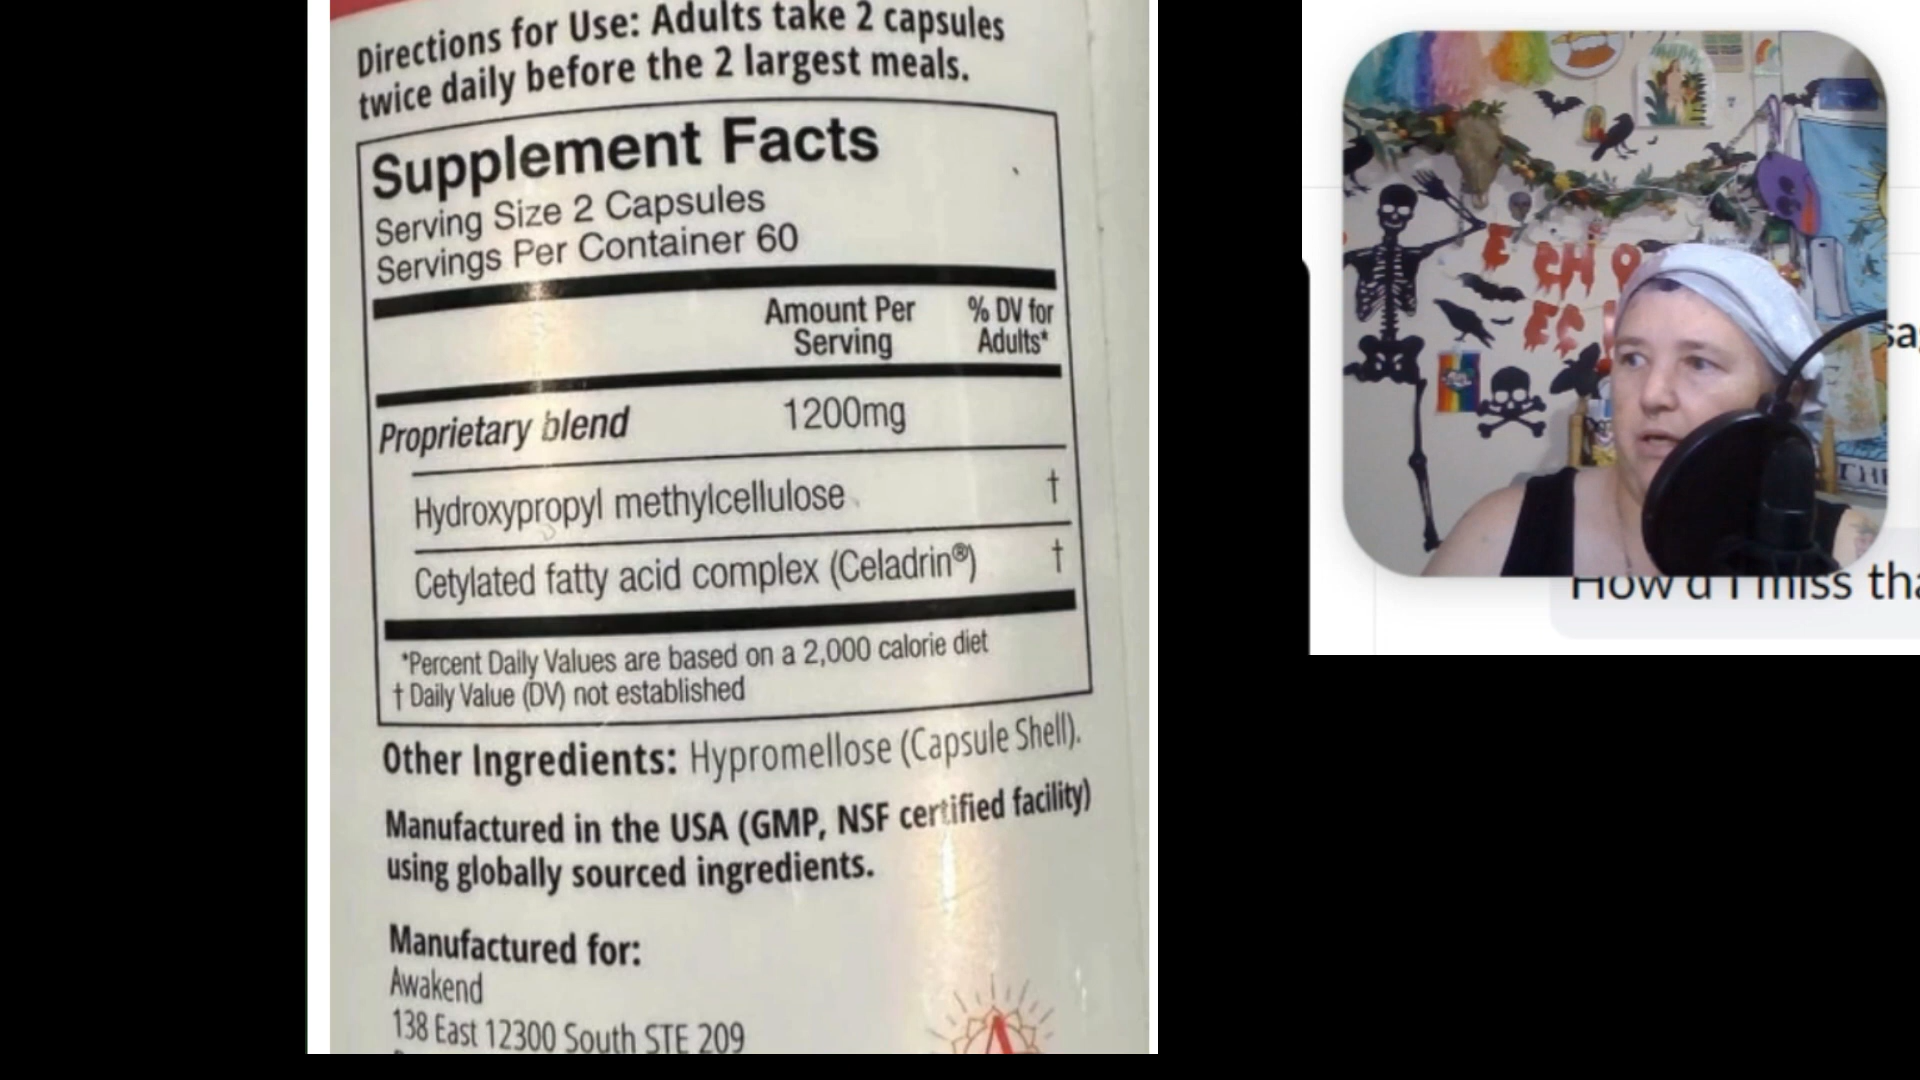 Directions for Use: Adults take 2 capsules
twice daily before the 2 largest meals.
Supplement Facts
Serving Size 2 Capsules
Servings Per Container 60
Amount Per
Serving
% DV for
Adults*
Proprietary blend 1200mg
Hydroxypropyl methylcellulose †
Cetylated fatty acid complex (Celadrin®) †
*Percent Daily Values are based on a 2,000 calorie diet
† Daily Value (DV) not established
Other Ingredients: Hypromellose (Capsule Shell).
Manufactured in the USA (GMP, NSF certified facility)
using globally sourced ingredients.
Manufactured for:
Awakend
138 East 12300 South STE 209
ECHO
How'd I miss